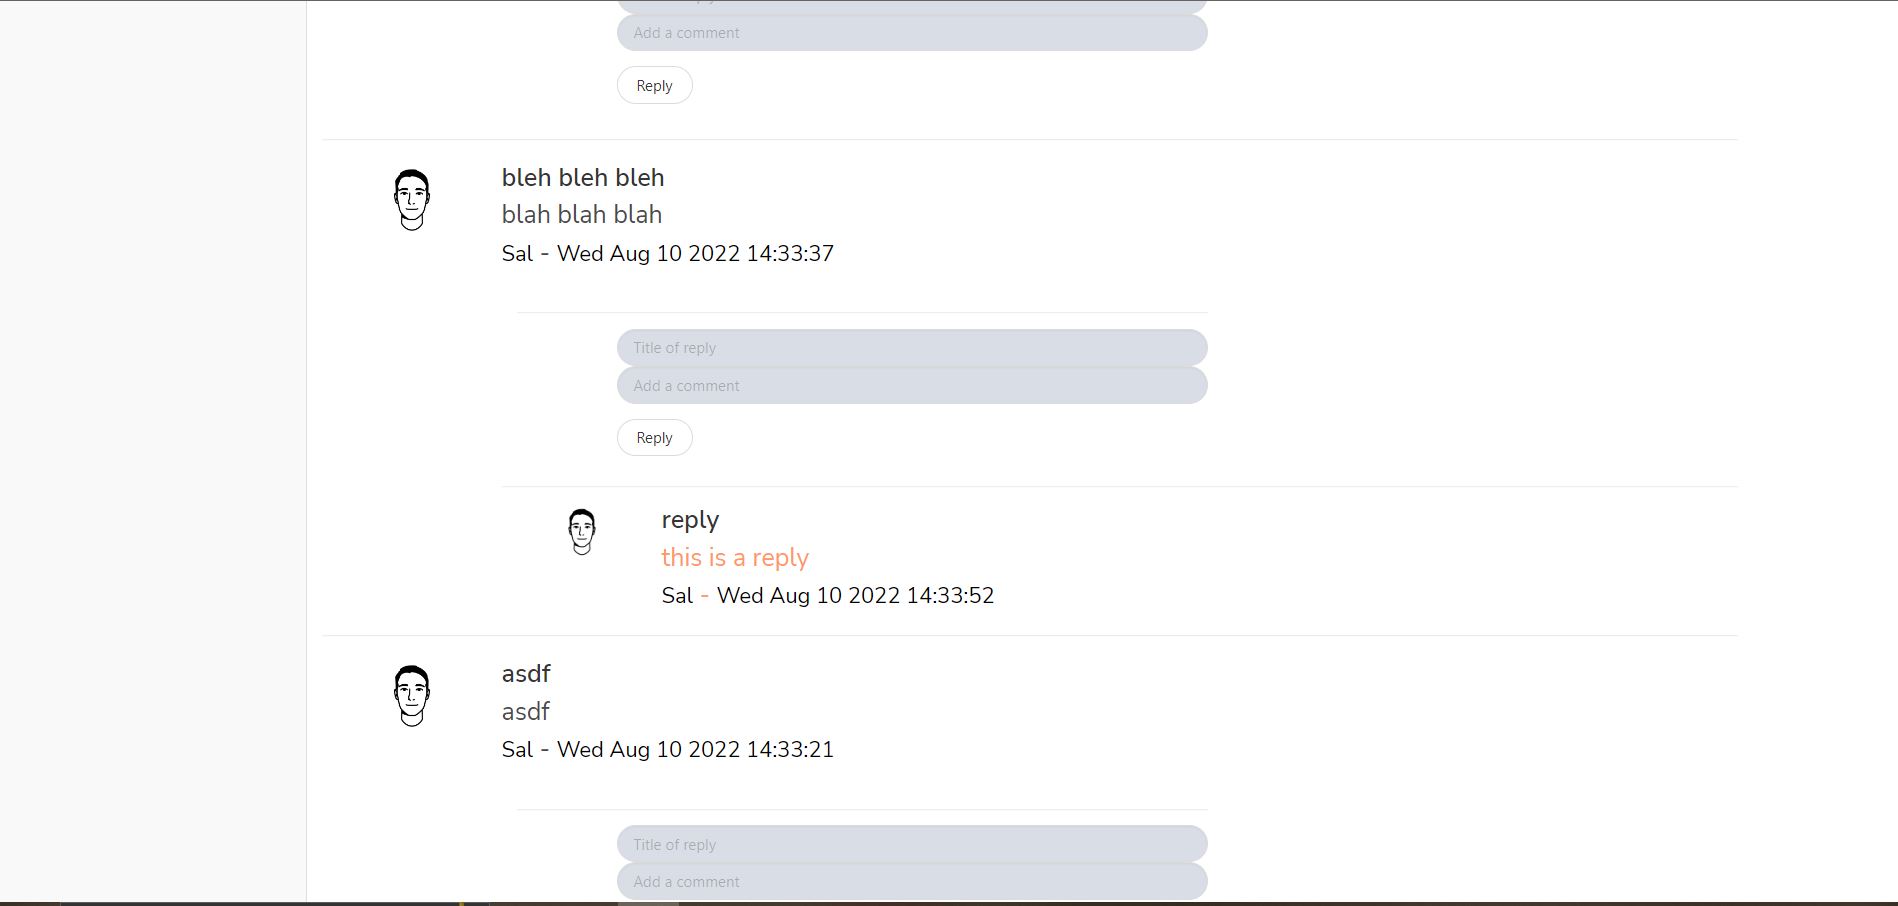 Add a comment
Reply
bleh bleh bleh
blah blah blah
Sal - Wed Aug 10 2022 14:33:37
Title of reply
Add a comment
Reply
reply
this is a reply
Sal - Wed Aug 10 2022 14:33:52
asdf
asdf
Sal - Wed Aug 10 2022 14:33:21
Title of reply
Add a comment